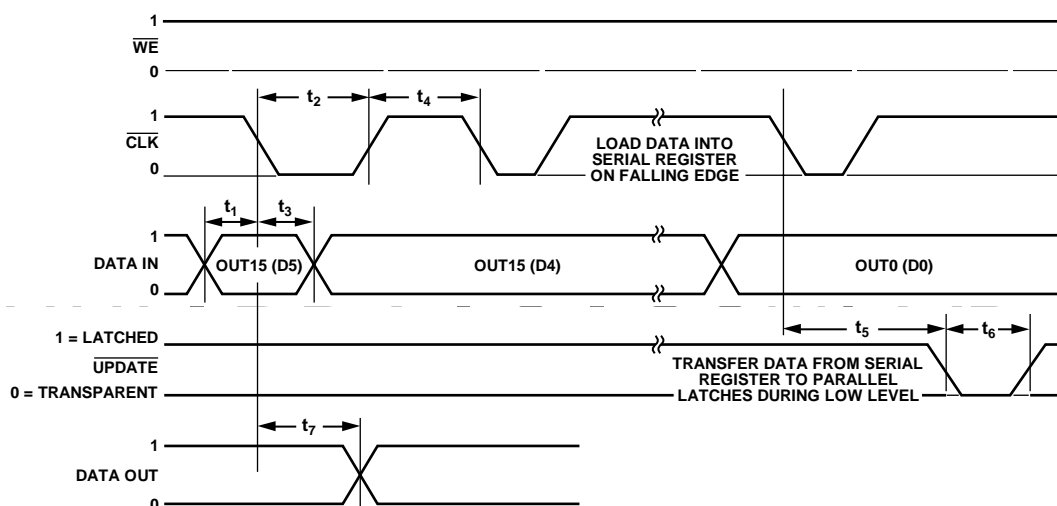 1
WE
0
t2
t4
1
CLK
0
LOAD DATA INTO
SERIAL REGISTER
ON FALLING EDGE
t1
t3
1
DATA IN
0
OUT15 (D5)
OUT15 (D4)
OUT0 (D0)
t5
t6
1 = LATCHED
UPDATE
0 = TRANSPARENT
TRANSFER DATA FROM SERIAL
REGISTER TO PARALLEL
LATCHES DURING LOW LEVEL
t7
1
DATA OUT
0